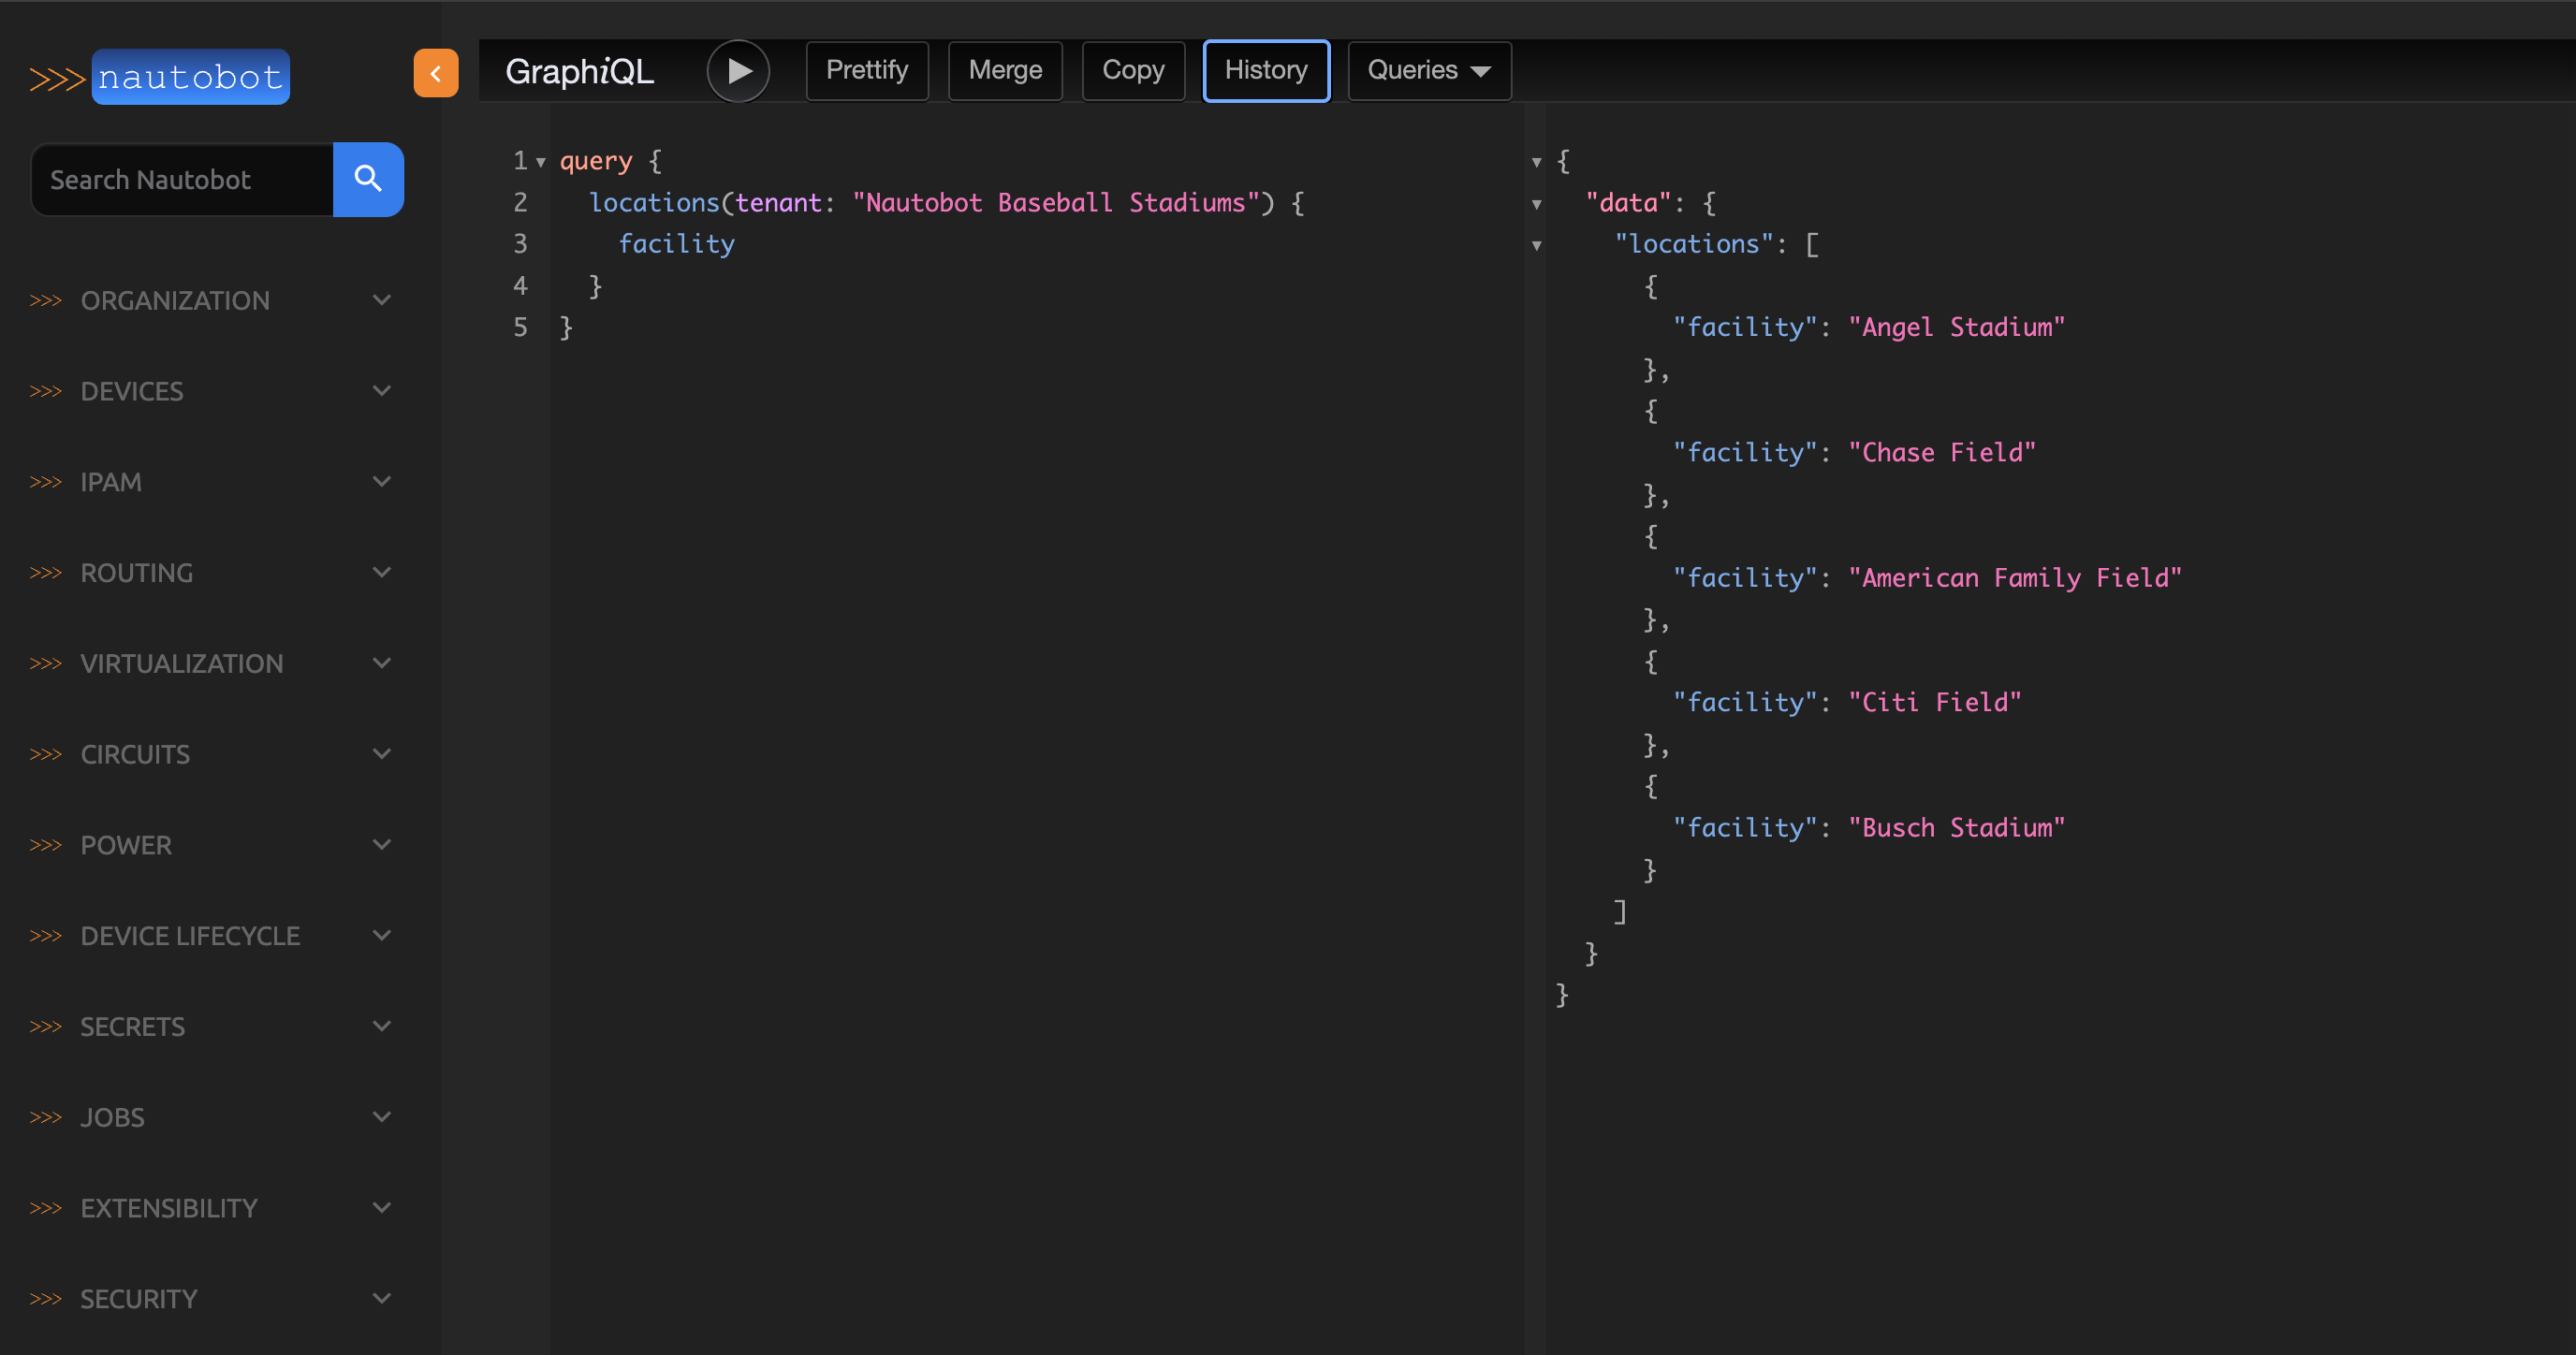 >>> nautobot
Search Nautobot
>>> ORGANIZATION
>>> DEVICES
>>> IPAM
>>> ROUTING
>>> VIRTUALIZATION
>>> CIRCUITS
>>> POWER
>>> DEVICE LIFECYCLE
>>> SECRETS
>>> JOBS
>>> EXTENSIBILITY
>>> SECURITY
GraphiQL Prettify Merge Copy History Queries
1 query {
2   locations(tenant: "Nautobot Baseball Stadiums") {
3     facility
4   }
5 }
{
  "data": {
    "locations": [
      {
        "facility": "Angel Stadium"
      },
      {
        "facility": "Chase Field"
      },
      {
        "facility": "American Family Field"
      },
      {
        "facility": "Citi Field"
      },
      {
        "facility": "Busch Stadium"
      }
    ]
  }
}